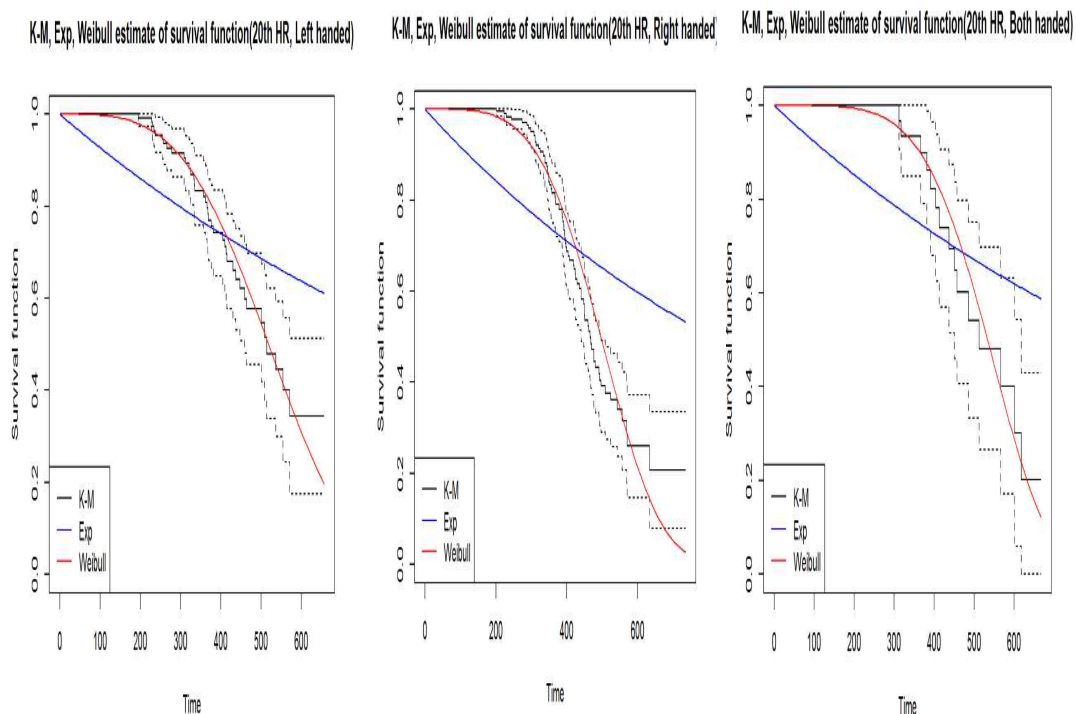 K-M, Exp, Weibull estimate of survival function(20th HR, Left handed)
Survival function
1.0
0.8
0.6
0.4
0.2
0.0
K-M
Exp
Weibull
0 100 200 300 400 500 600
Time
K-M, Exp, Weibull estimate of survival function(20th HR, Right handed)
Survival function
1.0
0.8
0.6
0.4
0.2
0.0
K-M
Exp
Weibull
0 200 400 600
Time
K-M, Exp, Weibull estimate of survival function(20th HR, Both handed)
Survival function
1.0
0.8
0.6
0.4
0.2
0.0
K-M
Exp
Weibull
0 100 200 300 400 500 600
Time